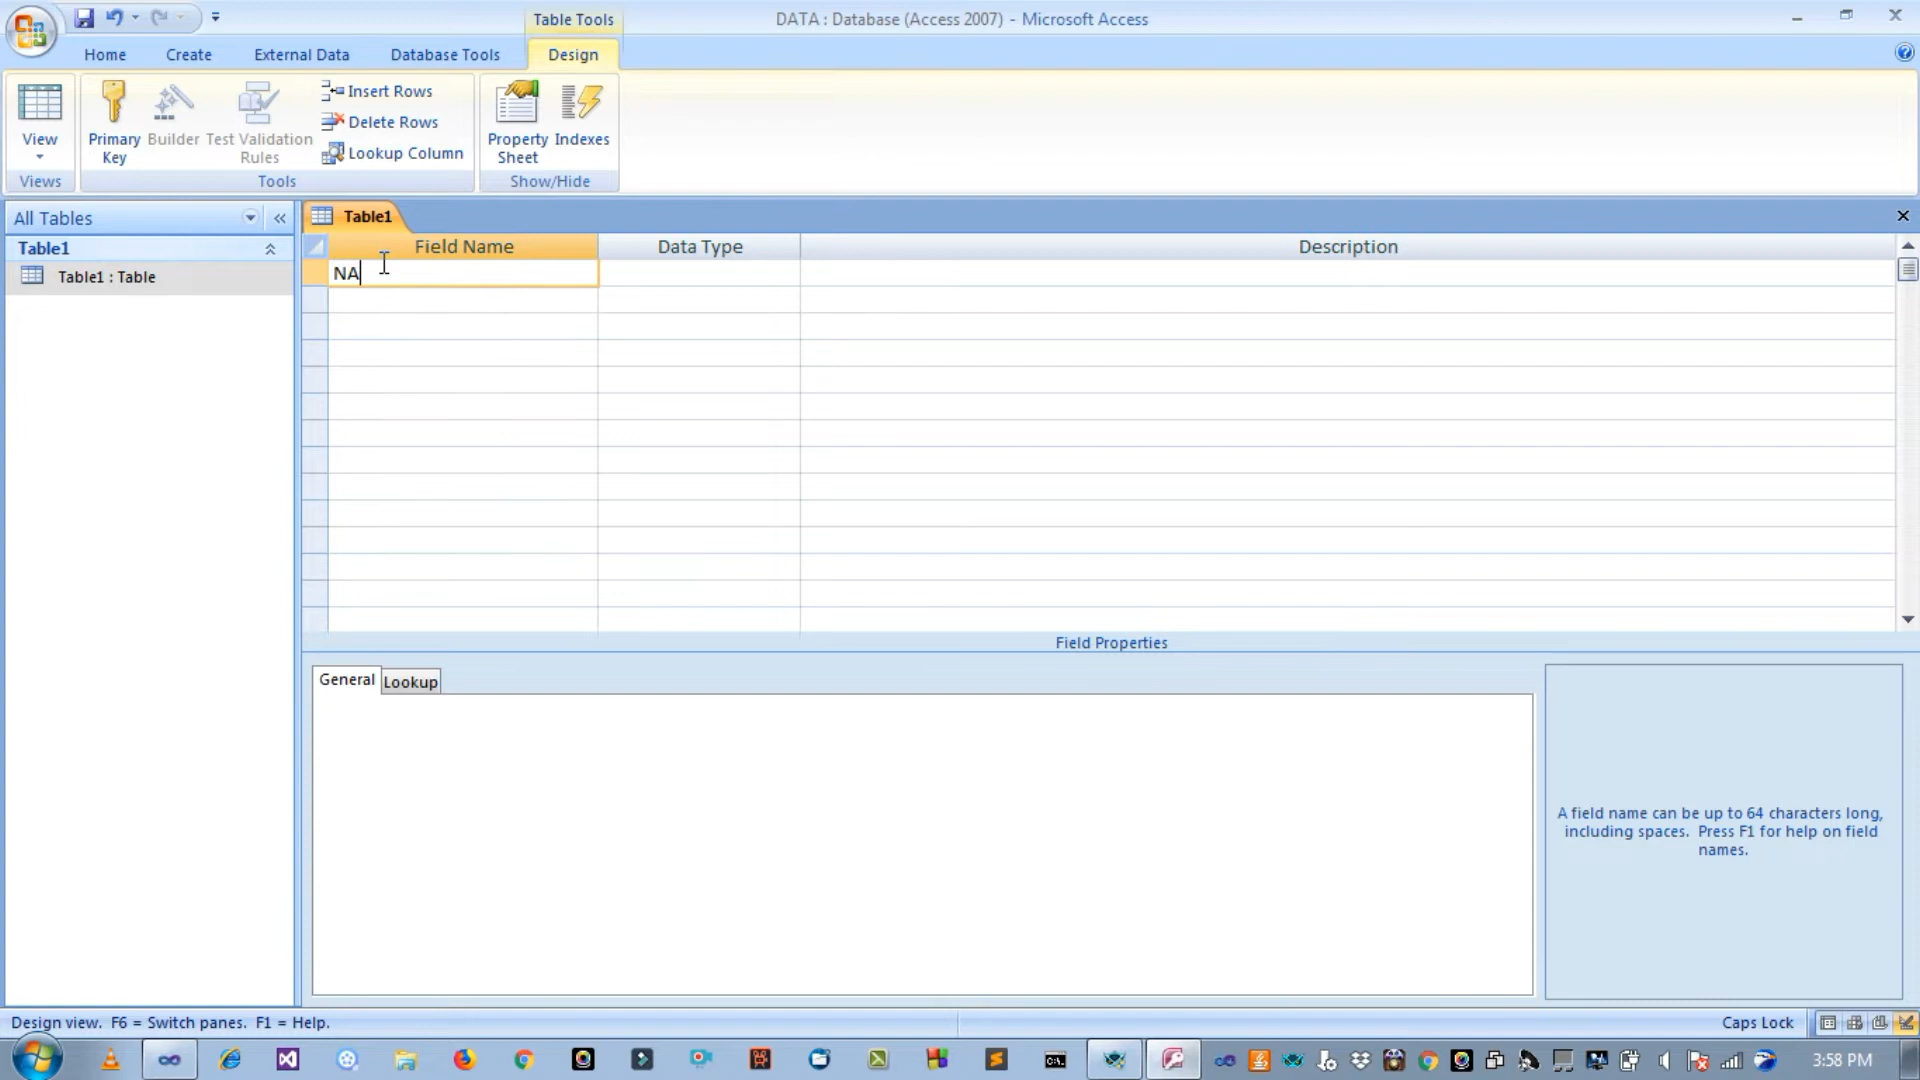 Table Tools
DATA : Database (Access 2007) - Microsoft Access
Home
Create
External Data
Database Tools
Design
View
Primary Key
Builder
Test Validation Rules
Insert Rows
Delete Rows
Lookup Column
Property Sheet
Indexes
Views
Tools
Show/Hide
All Tables
Table1
Table1 : Table
Table1
Field Name
Data Type
Description
NA
Field Properties
General
Lookup
A field name can be up to 64 characters long,
including spaces. Press F1 for help on field
names.
Design view. F6 = Switch panes. F1 = Help.
Caps Lock
3:58 PM